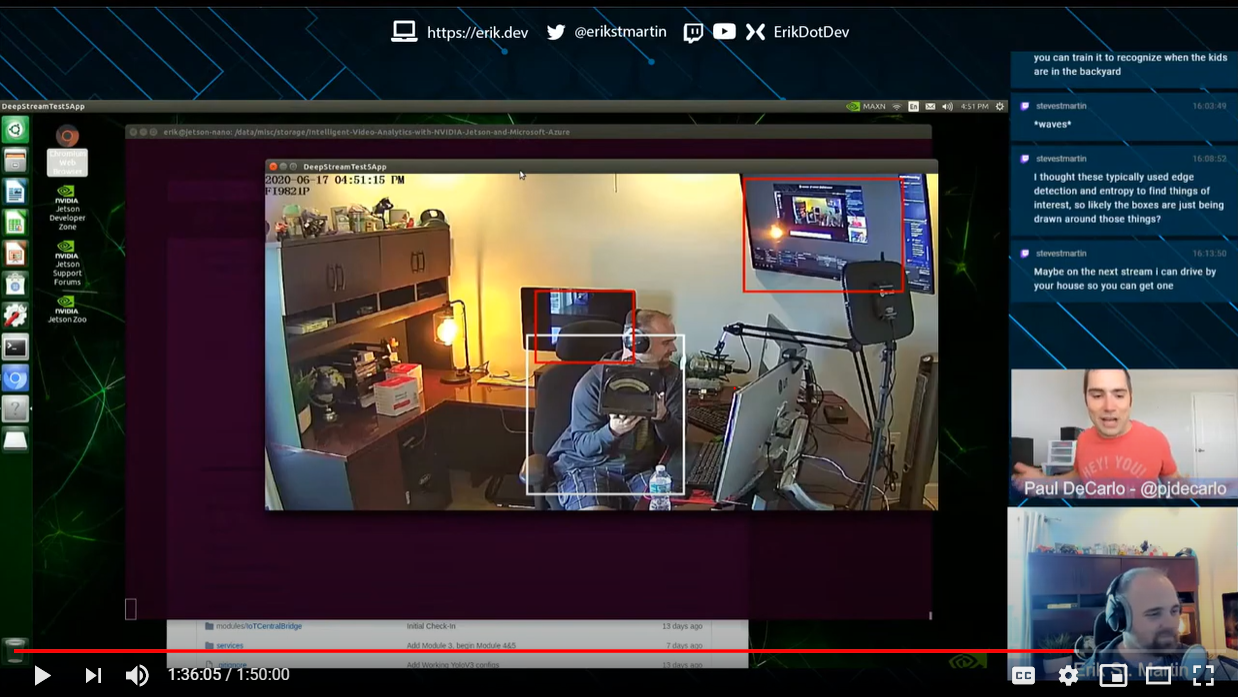 https://erik.dev @erikstmartin ErikDotDev
you can train it to recognize when the kids
are in the backyard
DeepStreamTest5App
MAXN En 4:51 PM
stevestmartin 16:03:49
*waves*
erik@jetson-nano: /data/misc/storage/Intelligent-Video-Analytics-with-NVIDIA-Jetson-and-Microsoft-Azure
Chromium
Web
Browser
DeepStreamTest5App
2020-06-17 04:51:15 PM
FI9821P
stevestmartin 16:08:53
I thought these typically used edge
detection and entropy to find things of
interest, so likely the boxes are just being
drawn around those things?
NVIDIA
Jetson
Developer
Zone
NVIDIA
Jetson
Support
Forums
NVIDIA
Jetson Zoo
stevestmartin 16:13:50
Maybe on the next stream i can drive by
your house so you can get one
HEY! YOU!
Paul DeCarlo - @pjdecarlo
modules/IoTCentralBridge Initial Check-in 13 days ago
services Add Module 3, begin Module 4&5 7 days ago
.gitignore Add Working YoloV3 configs 13 days ago
Erik St. Martin
1:36:05 / 1:50:00
CC